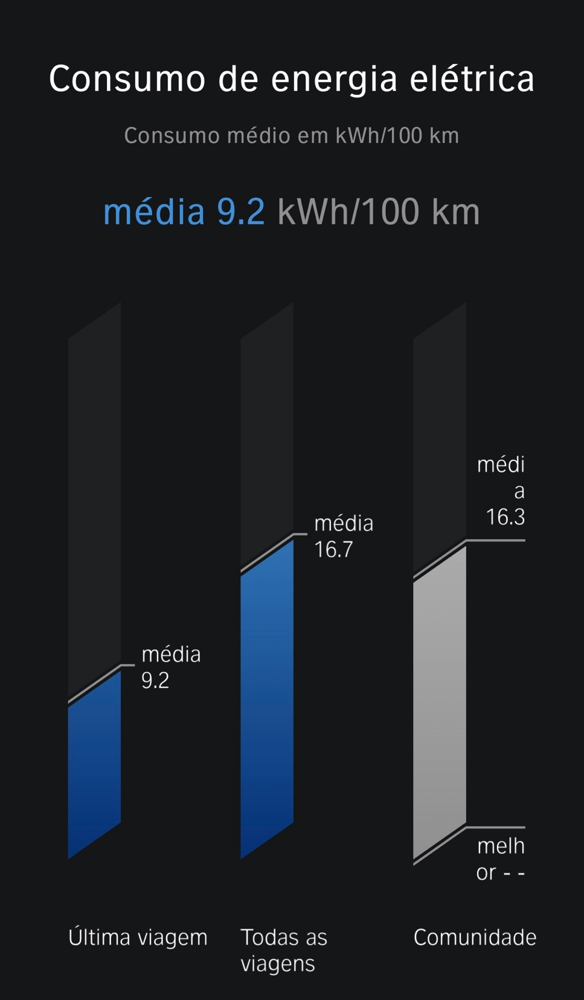 Consumo de energia elétrica
Consumo médio em kWh/100 km
média 9.2 kWh/100 km
média
9.2
média
16.7
médi
a
16.3
melh
or - -
Última viagem
Todas as
viagens
Comunidade